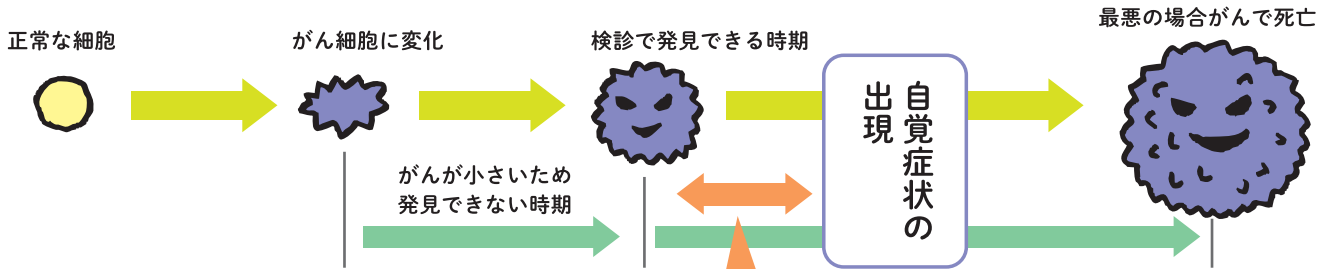 正常な細胞
がん細胞に変化
検診で発見できる時期
最悪の場合がんで死亡
自覚症状の
出現
がんが小さいため
発見できない時期